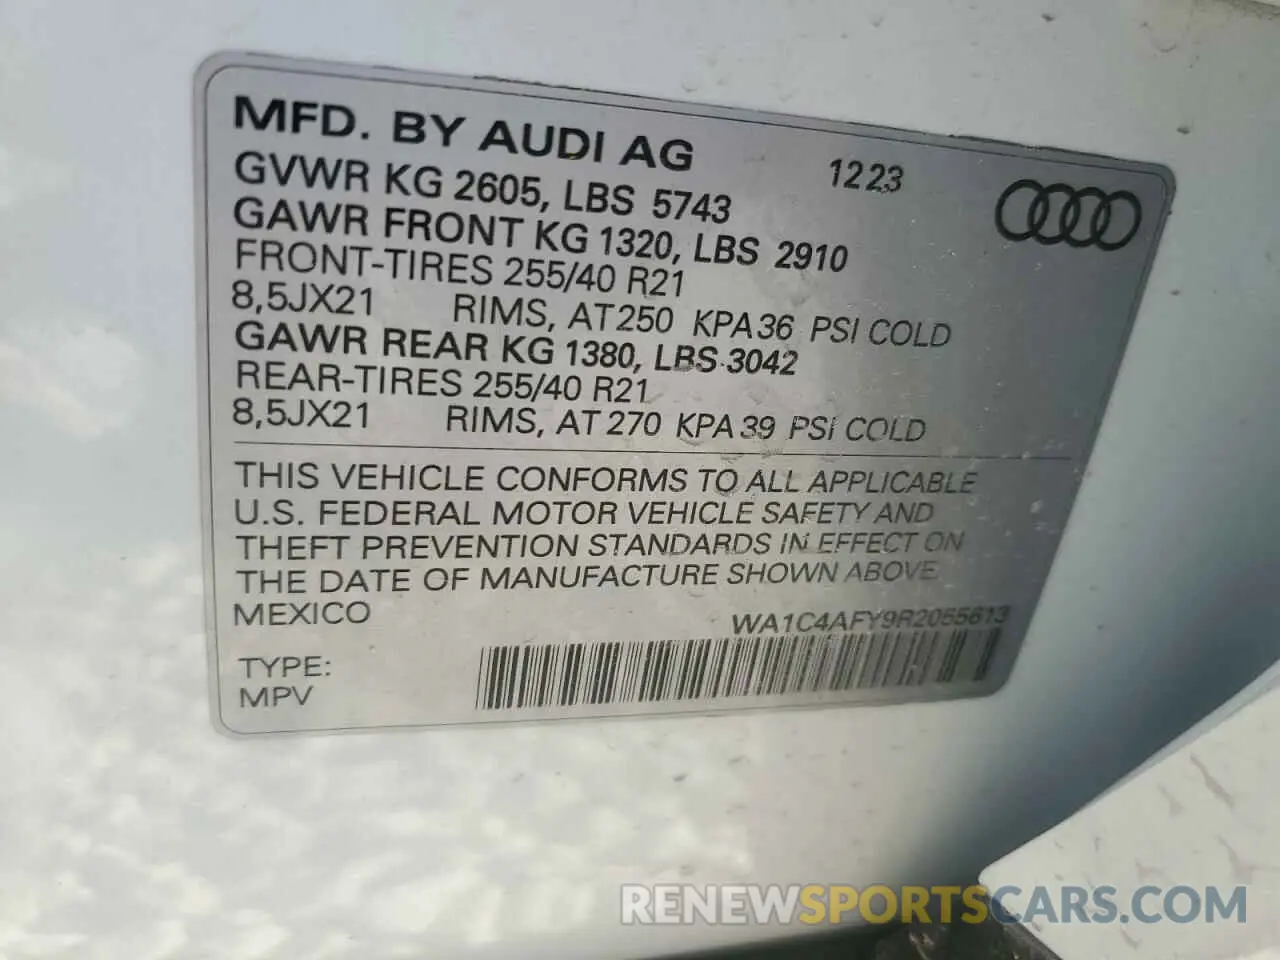 MFD. BY AUDI AG 1223
GVWR KG 2605, LBS 5743
GAWR FRONT KG 1320, LBS 2910
FRONT-TIRES 255/40 R21
8,5JX21 RIMS, AT 250 KPA 36 PSI COLD
GAWR REAR KG 1380, LBS 3042
REAR-TIRES 255/40 R21
8,5JX21 RIMS, AT 270 KPA 39 PSI COLD
THIS VEHICLE CONFORMS TO ALL APPLICABLE
U.S. FEDERAL MOTOR VEHICLE SAFETY AND
THEFT PREVENTION STANDARDS IN EFFECT ON
THE DATE OF MANUFACTURE SHOWN ABOVE
MEXICO WA1C4AFY9R2055613
TYPE:
MPV
RENEWSPORTSCARS.COM